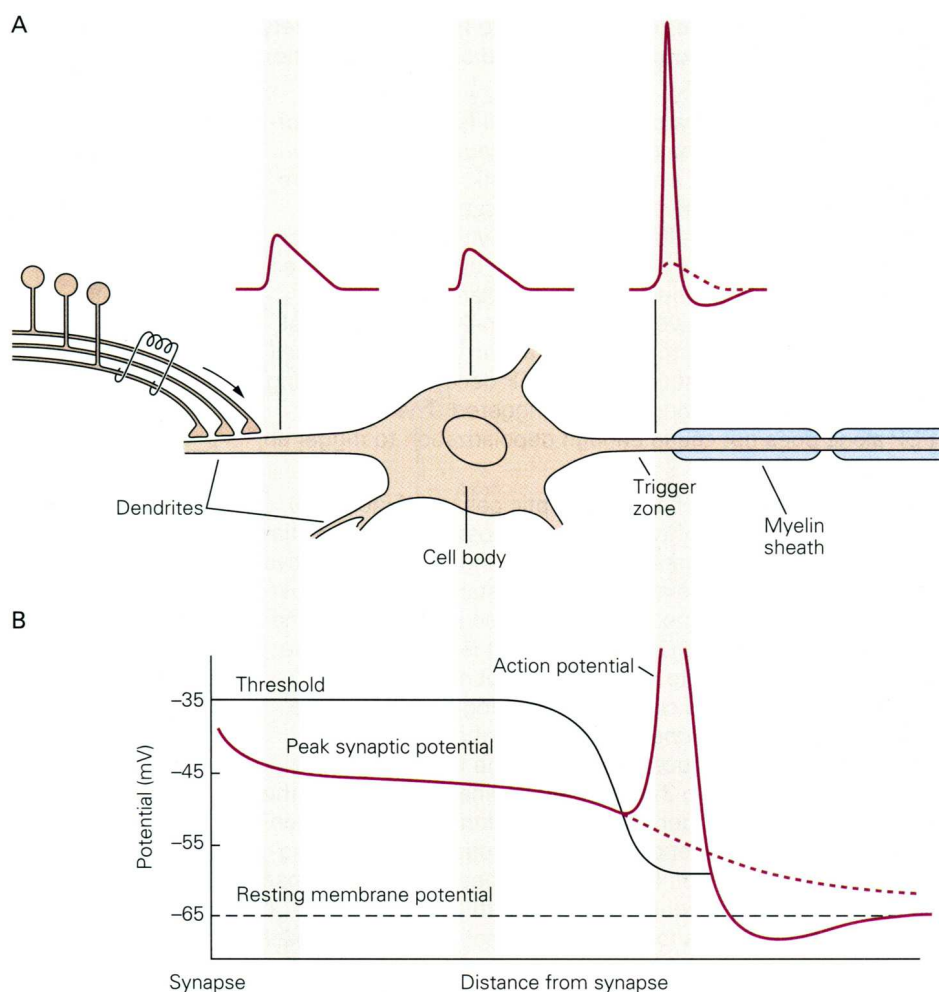 A
Dendrites
Cell body
Trigger
zone
Myelin
sheath
B
Action potential
Threshold
–35
Peak synaptic potential
–45
Potential (mV)
–55
Resting membrane potential
–65
Synapse
Distance from synapse